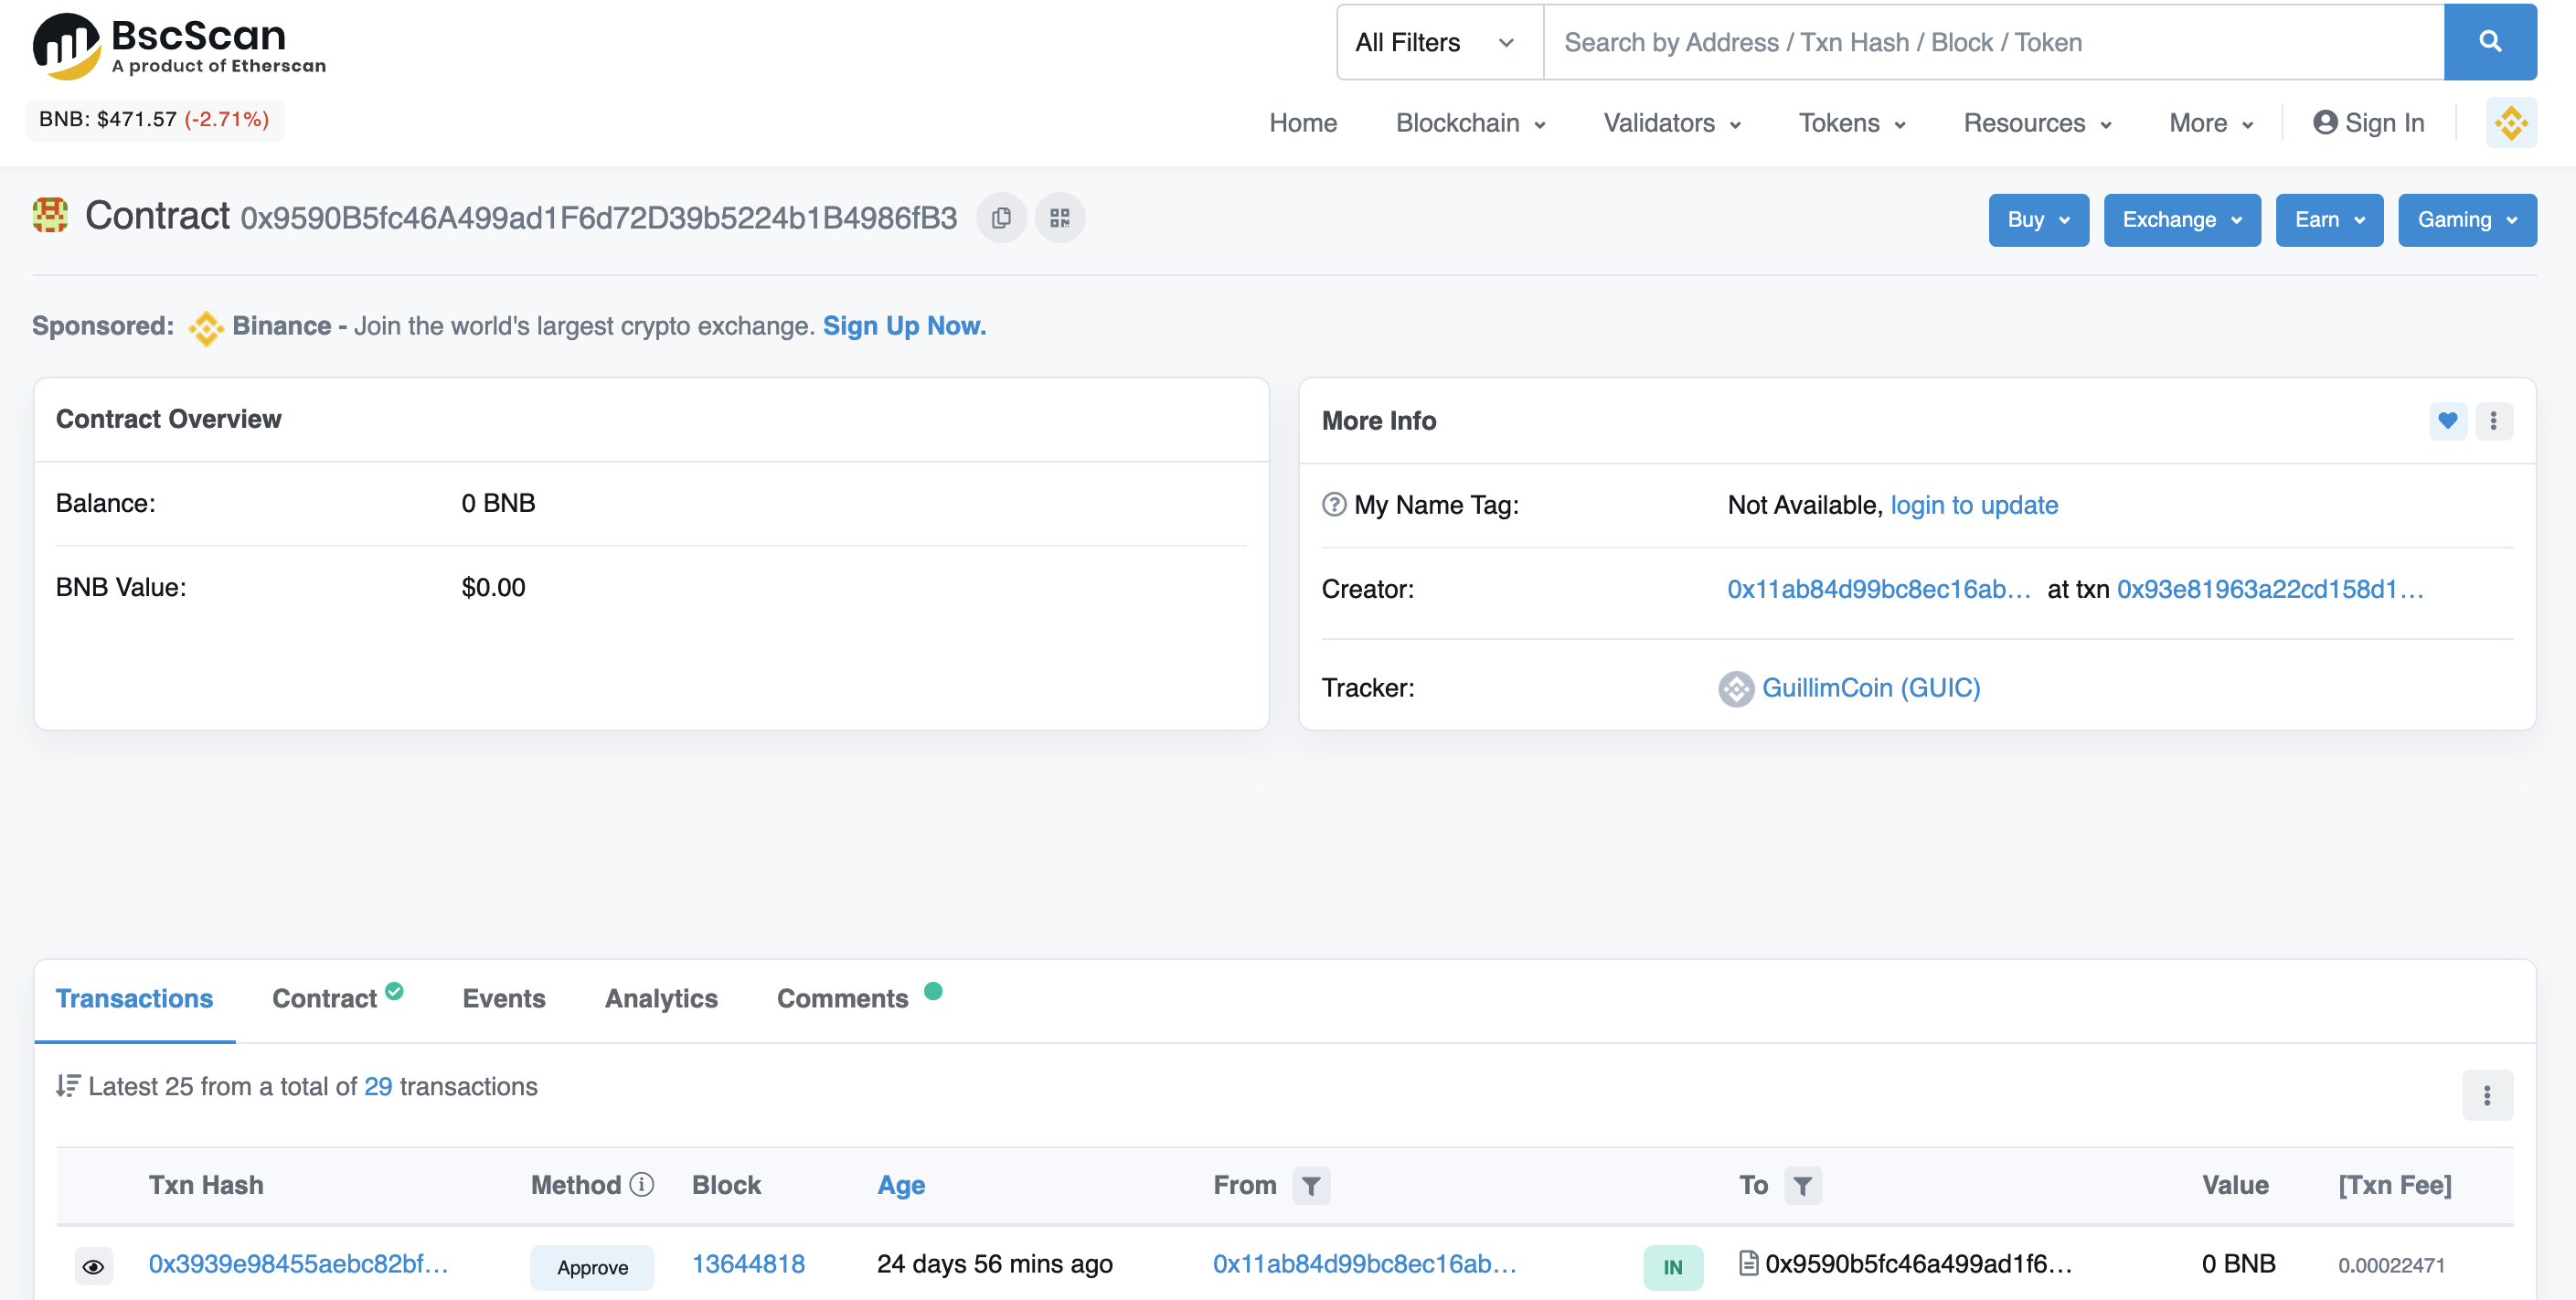 BscScan
A product of Etherscan
All Filters
Search by Address / Txn Hash / Block / Token
BNB: $471.57 (-2.71%)
Home Blockchain Validators Tokens Resources More Sign In
Contract 0x9590B5fc46A499ad1F6d72D39b5224b1B4986fB3
Buy Exchange Earn Gaming
Sponsored: Binance - Join the world's largest crypto exchange. Sign Up Now.
Contract Overview
Balance: 0 BNB
BNB Value: $0.00
More Info
My Name Tag: Not Available, login to update
Creator: 0x11ab84d99bc8ec16ab... at txn 0x93e81963a22cd158d1...
Tracker: GuillimCoin (GUIC)
Transactions Contract Events Analytics Comments
Latest 25 from a total of 29 transactions
Txn Hash Method Block Age From To Value [Txn Fee]
0x3939e98455aebc82bf... Approve 13644818 24 days 56 mins ago 0x11ab84d99bc8ec16ab... IN 0x9590b5fc46a499ad1f6... 0 BNB 0.00022471